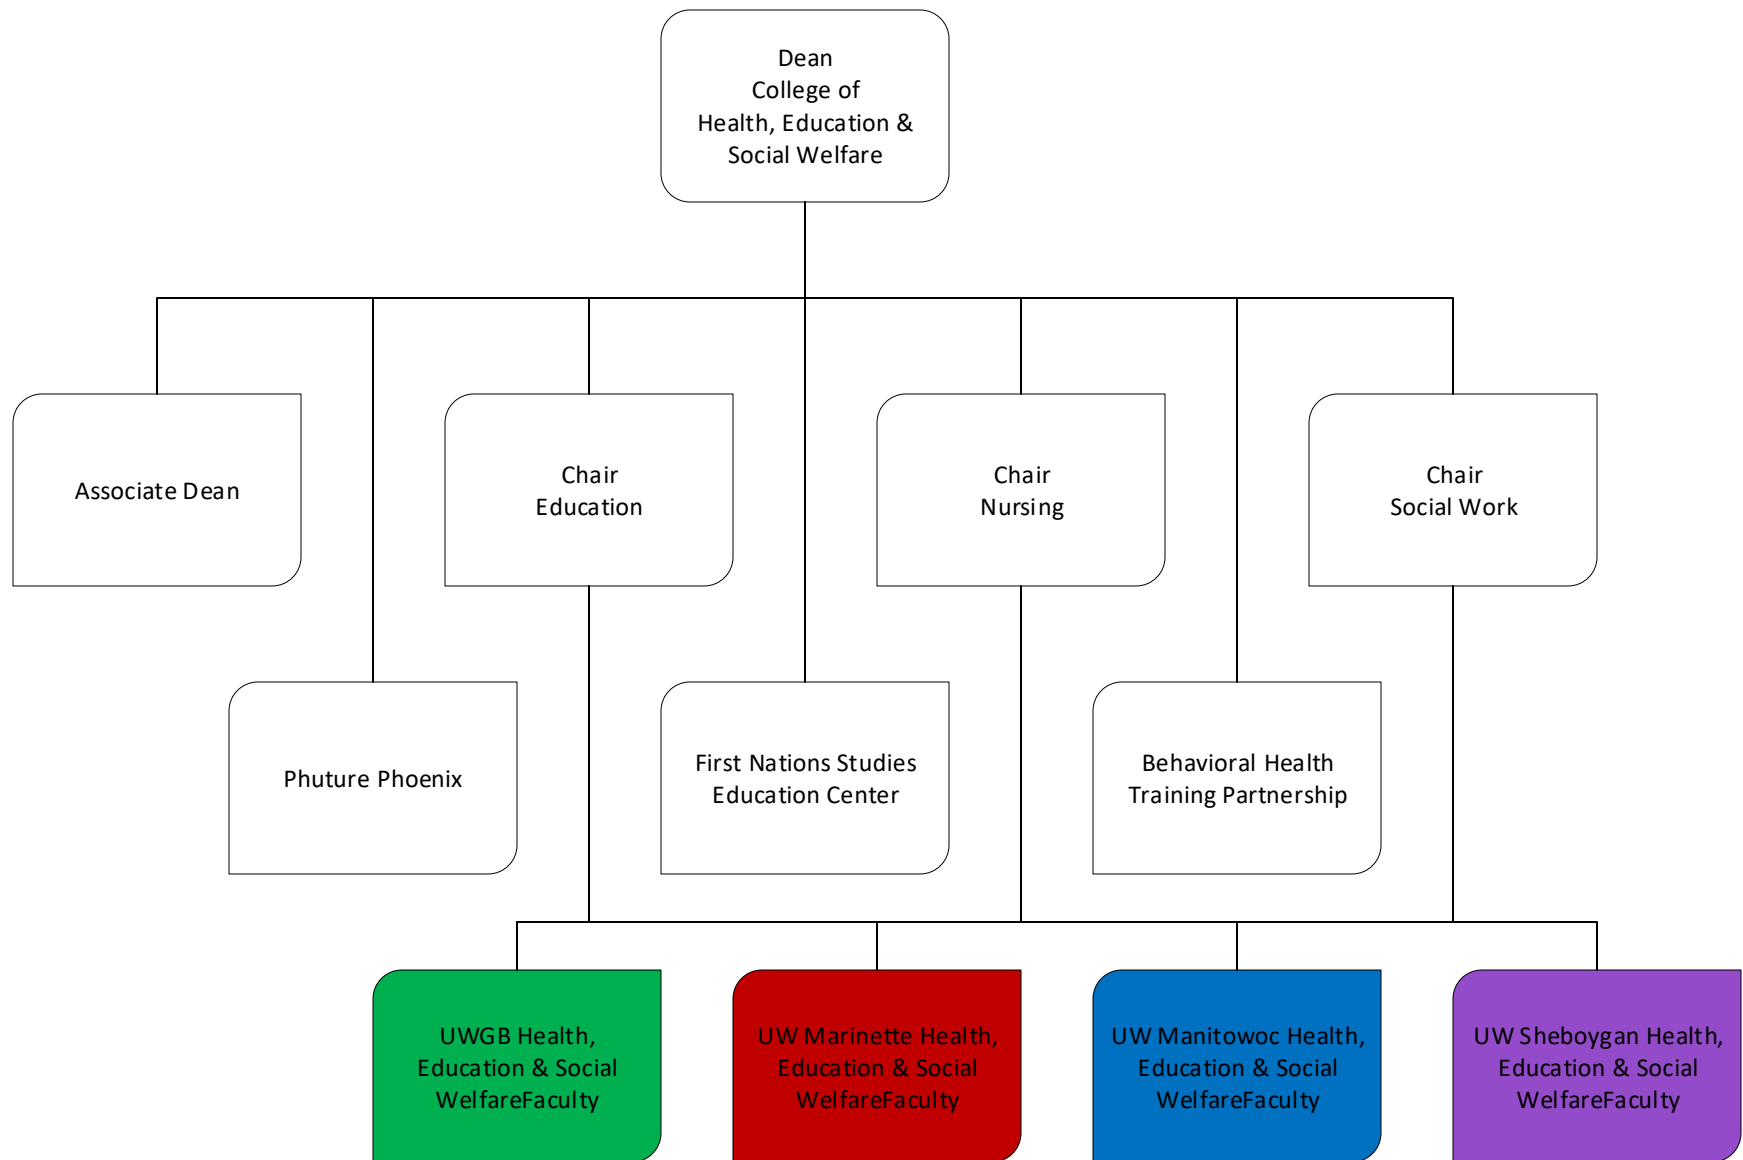 Dean
College of
Health, Education &
Social Welfare
Associate Dean
Chair
Education
Chair
Nursing
Chair
Social Work
Phuture Phoenix
First Nations Studies
Education Center
Behavioral Health
Training Partnership
UWGB Health,
Education & Social
WelfareFaculty
UW Marinette Health,
Education & Social
WelfareFaculty
UW Manitowoc Health,
Education & Social
WelfareFaculty
UW Sheboygan Health,
Education & Social
WelfareFaculty